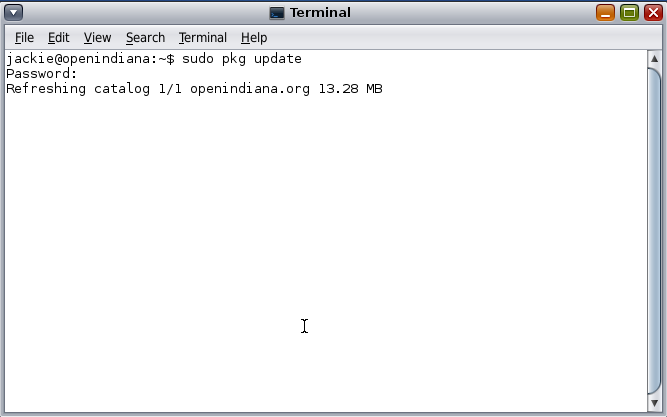 Terminal
File Edit View Search Terminal Help
jackie@openindiana:~$ sudo pkg update
Password:
Refreshing catalog 1/1 openindiana.org 13.28 MB